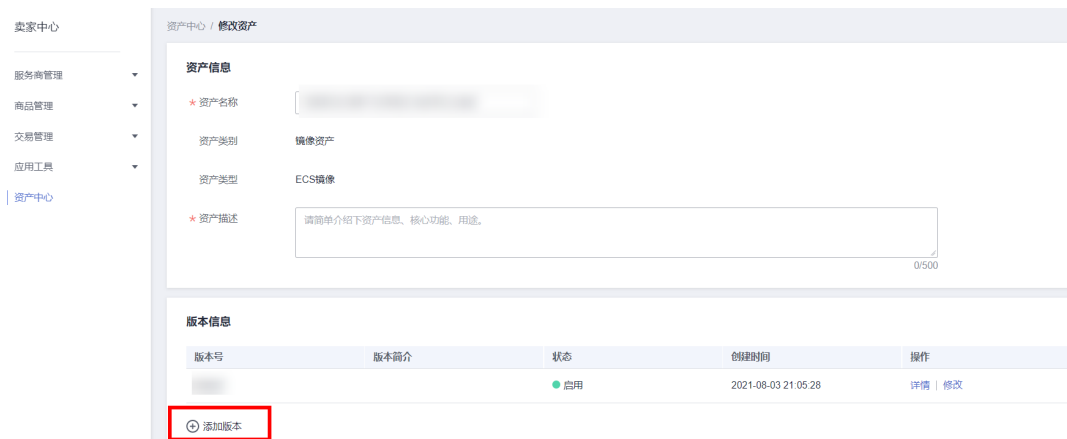 卖家中心
服务商管理
商品管理
交易管理
应用工具
资产中心
资产中心 / 修改资产
资产信息
* 资产名称
资产类别 镜像资产
资产类型 ECS镜像
* 资产描述 请简单介绍下资产信息、核心功能、用途。
0/500
版本信息
版本号 版本简介 状态 创建时间 操作
启用 2021-08-03 21:05:28 详情 | 修改
添加版本